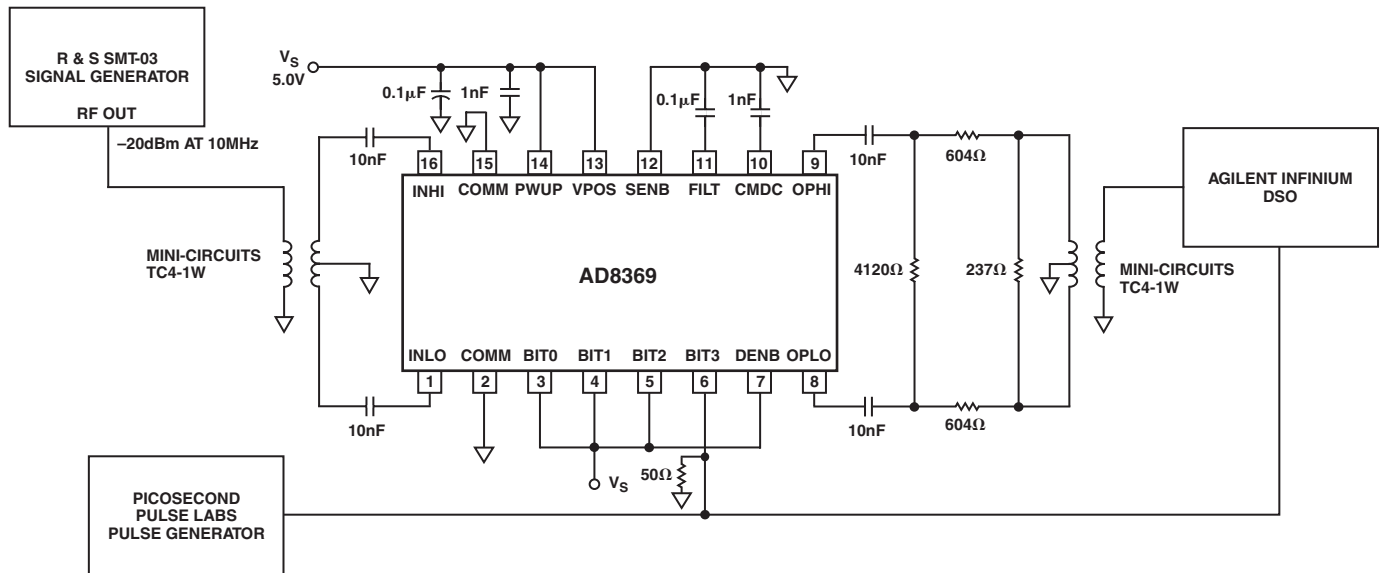 R & S SMT-03
SIGNAL GENERATOR
RF OUT
–20dBm AT 10MHz
VS
5.0V
0.1μF
1nF
0.1μF
1nF
10nF
10nF
604Ω
16
15
14
13
12
11
10
9
INHI
COMM
PWUP
VPOS
SENB
FILT
CMDC
OPHI
AGILENT INFINIUM
DSO
MINI-CIRCUITS
TC4-1W
AD8369
4120Ω
237Ω
MINI-CIRCUITS
TC4-1W
INLO
COMM
BIT0
BIT1
BIT2
BIT3
DENB
OPLO
1
2
3
4
5
6
7
8
10nF
10nF
604Ω
50Ω
VS
PICOSECOND
PULSE LABS
PULSE GENERATOR